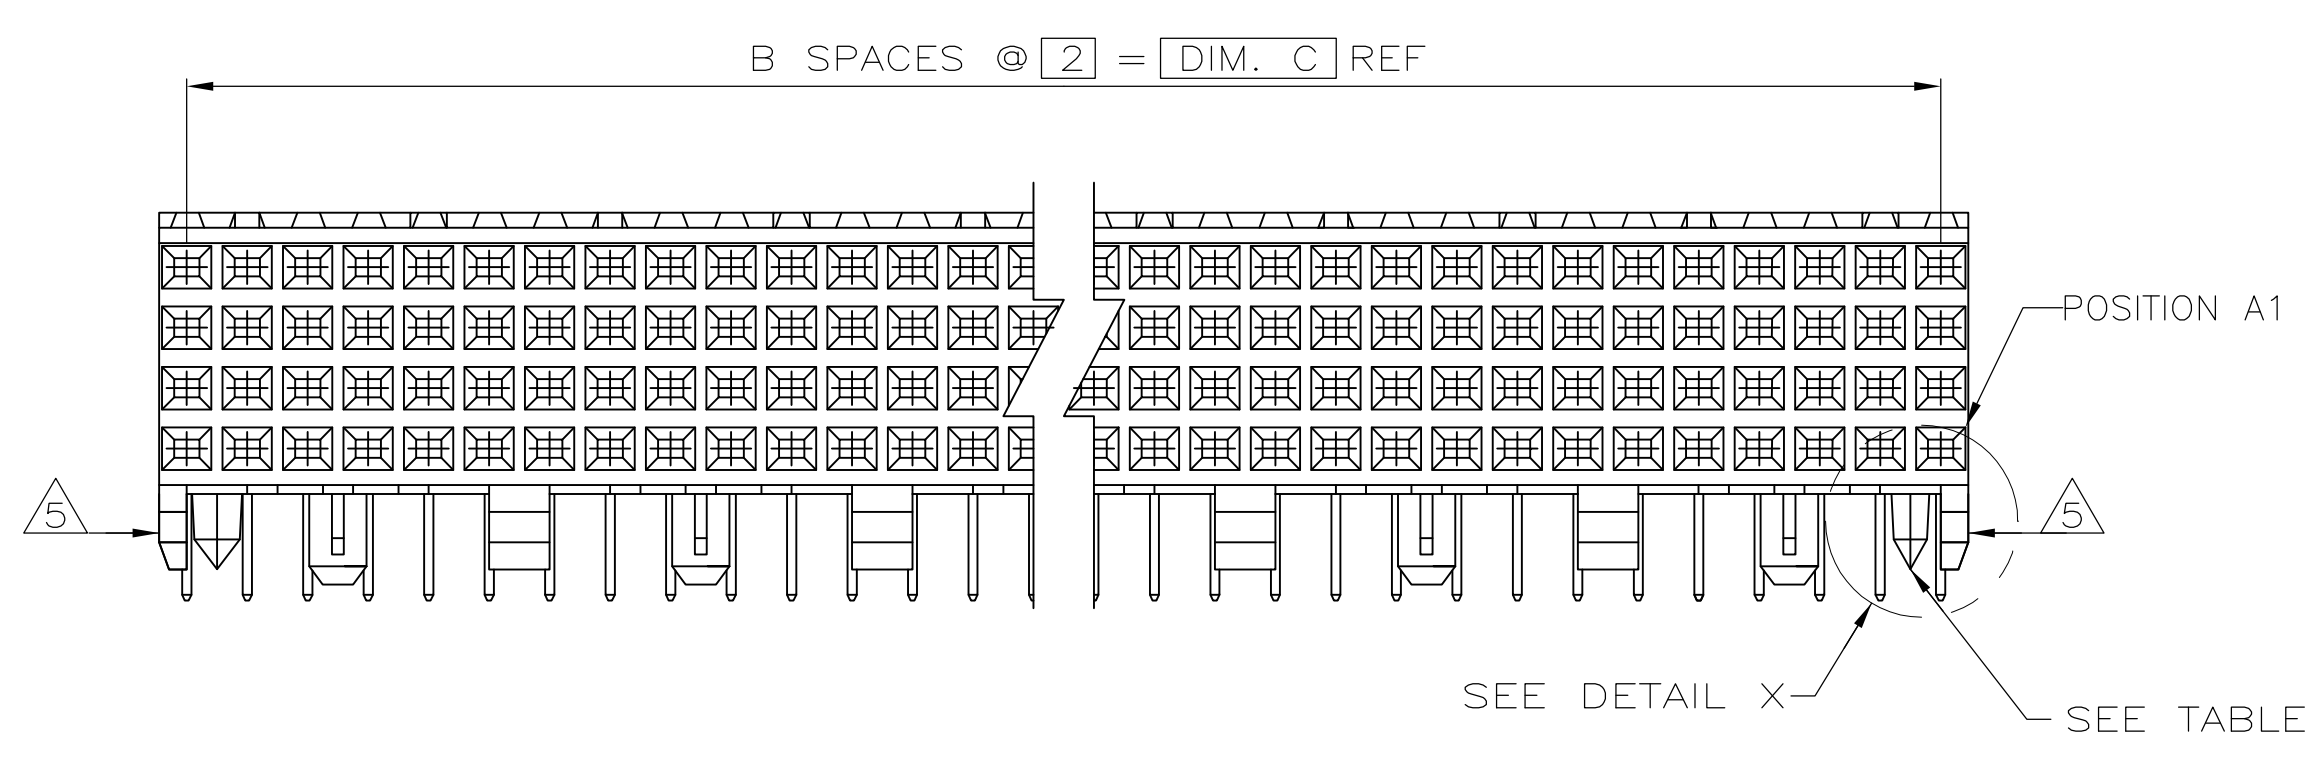 B SPACES @ 2 = DIM. C REF
POSITION A1
5
5
SEE DETAIL X
SEE TABLE